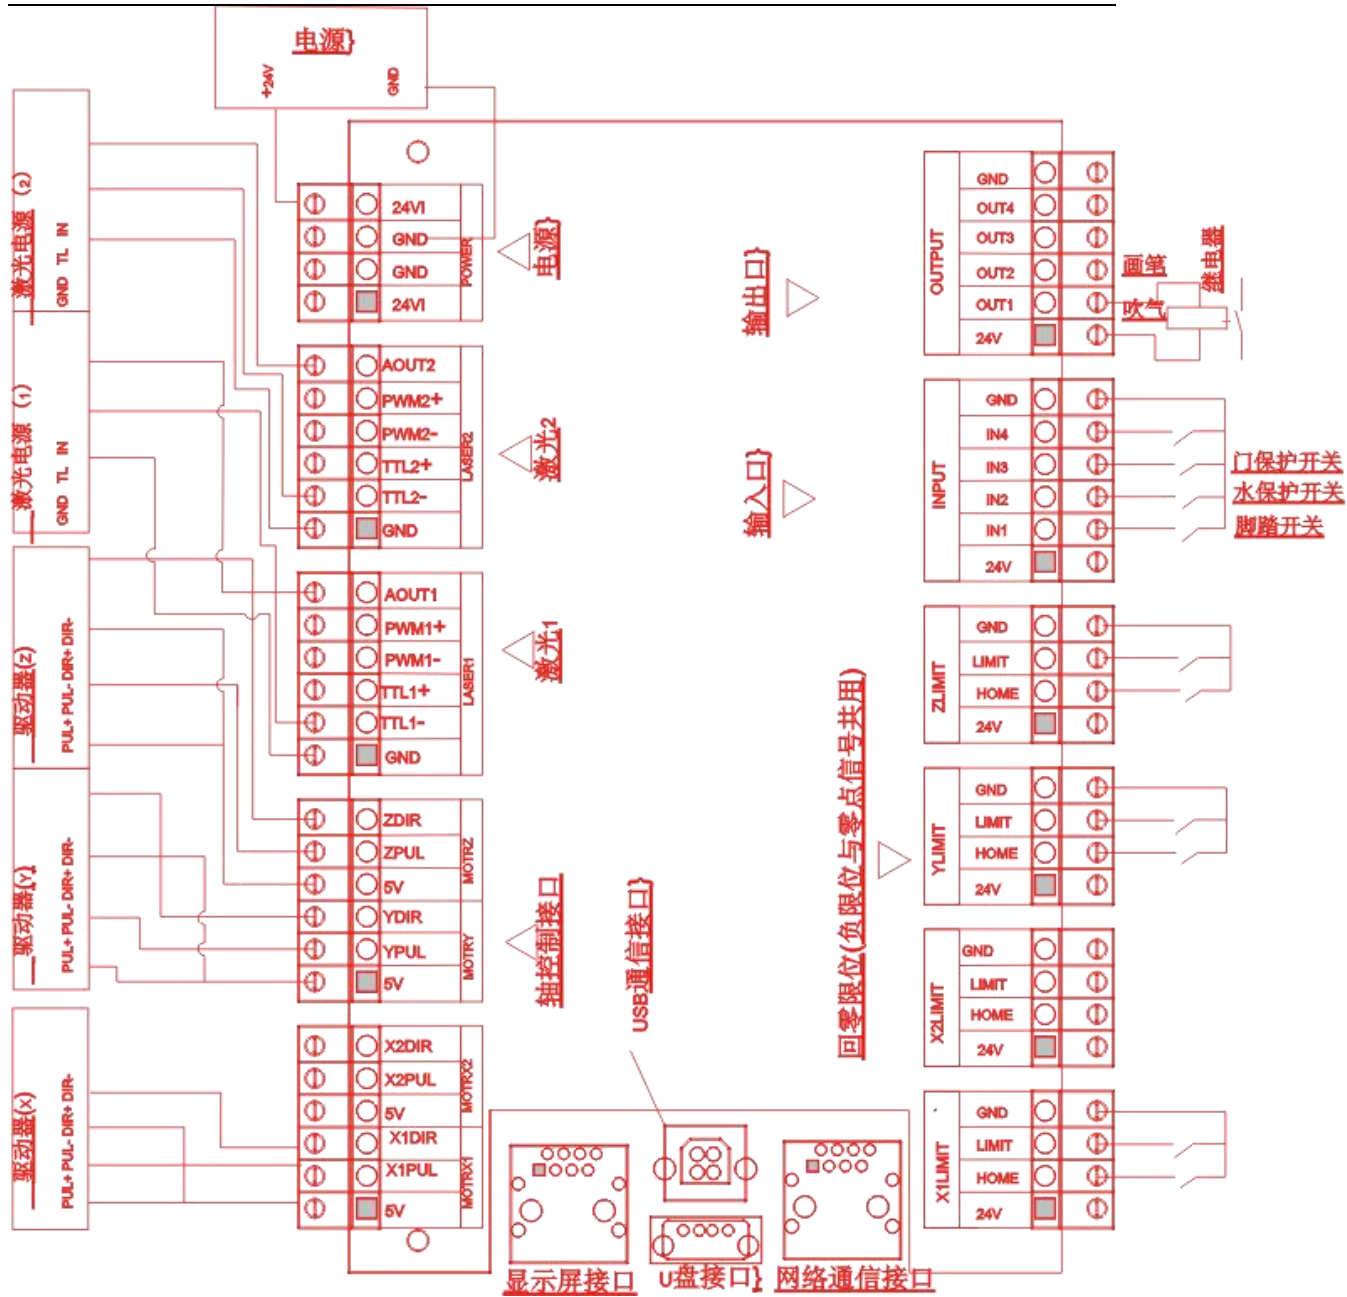 电源}
+24V
GND
激光电源（2）
GND TL IN
激光电源（1）
GND TL IN
驱动器(Z)
PUL+ PUL- DIR+ DIR-
驱动器(Y)
PUL+ PUL- DIR+ DIR-
驱动器(X)
PUL+ PUL- DIR+ DIR-
24VI
GND
GND
24VI
POWER
电源}
AOUT2
PWM2+
PWM2-
TTL2+
TTL2-
GND
LASER2
激光2
AOUT1
PWM1+
PWM1-
TTL1+
TTL1-
GND
LASER1
激光1
ZDIR
ZPUL
5V
MOTRZ
YDIR
YPUL
5V
MOTRY
轴控制接口
X2DIR
X2PUL
5V
MOTRX2
X1DIR
X1PUL
5V
MOTRX1
USB通信接口}
显示屏接口
U盘接口}
网络通信接口
输出口}
OUTPUT
GND
OUT4
OUT3
OUT2
OUT1
24V
画笔
吹气
继电器
输入口}
INPUT
GND
IN4
IN3
IN2
IN1
24V
门保护开关
水保护开关
脚踏开关
回零限位(负限位与零点信号共用)
ZLIMIT
GND
LIMIT
HOME
24V
YLIMIT
GND
LIMIT
HOME
24V
X2LIMIT
GND
LIMIT
HOME
24V
X1LIMIT
GND
LIMIT
HOME
24V